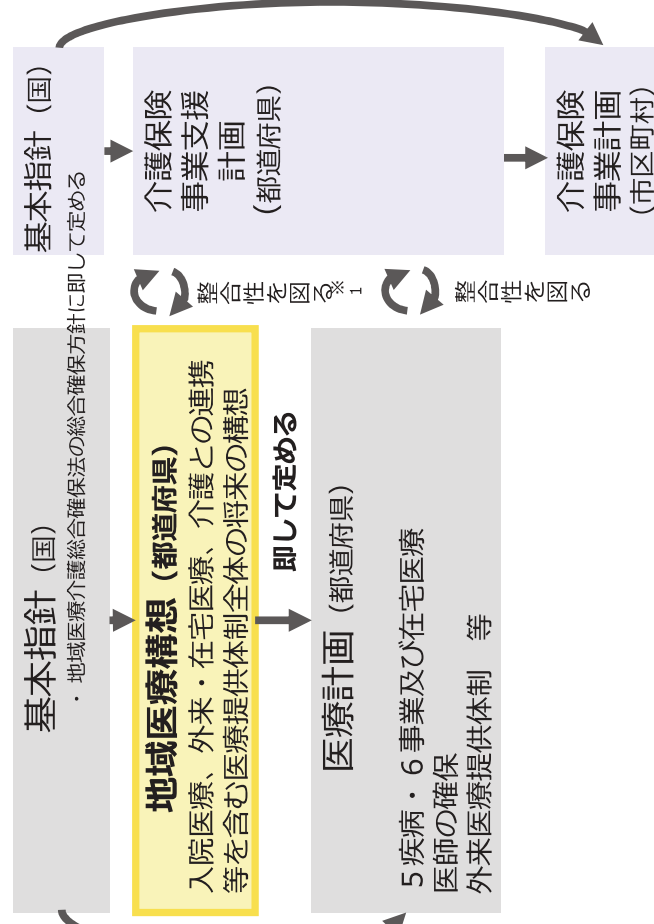 基本指針（国）
・地域医療介護総合確保法の総合確保方針に即して定める
地域医療構想（都道府県）
入院医療、外来・在宅医療、介護との連携
等を含む医療提供体制全体の将来の構想
即して定める
医療計画（都道府県）
５疾病・６事業及び在宅医療
医師の確保
外来医療提供体制　等
整合性を図る※１
整合性を図る
基本指針（国）
介護保険
事業支援
計画
（都道府県）
介護保険
事業計画
（市区町村）